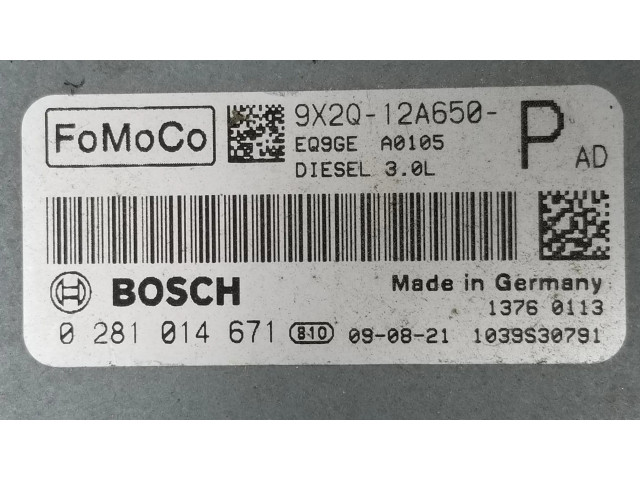 FoMoCo
9X2Q-12A650-
P
AD
EQ9GE A0105
DIESEL 3.0L
BOSCH
Made in Germany
1376 0113
0 281 014 671 810 09-08-21 1039S30791